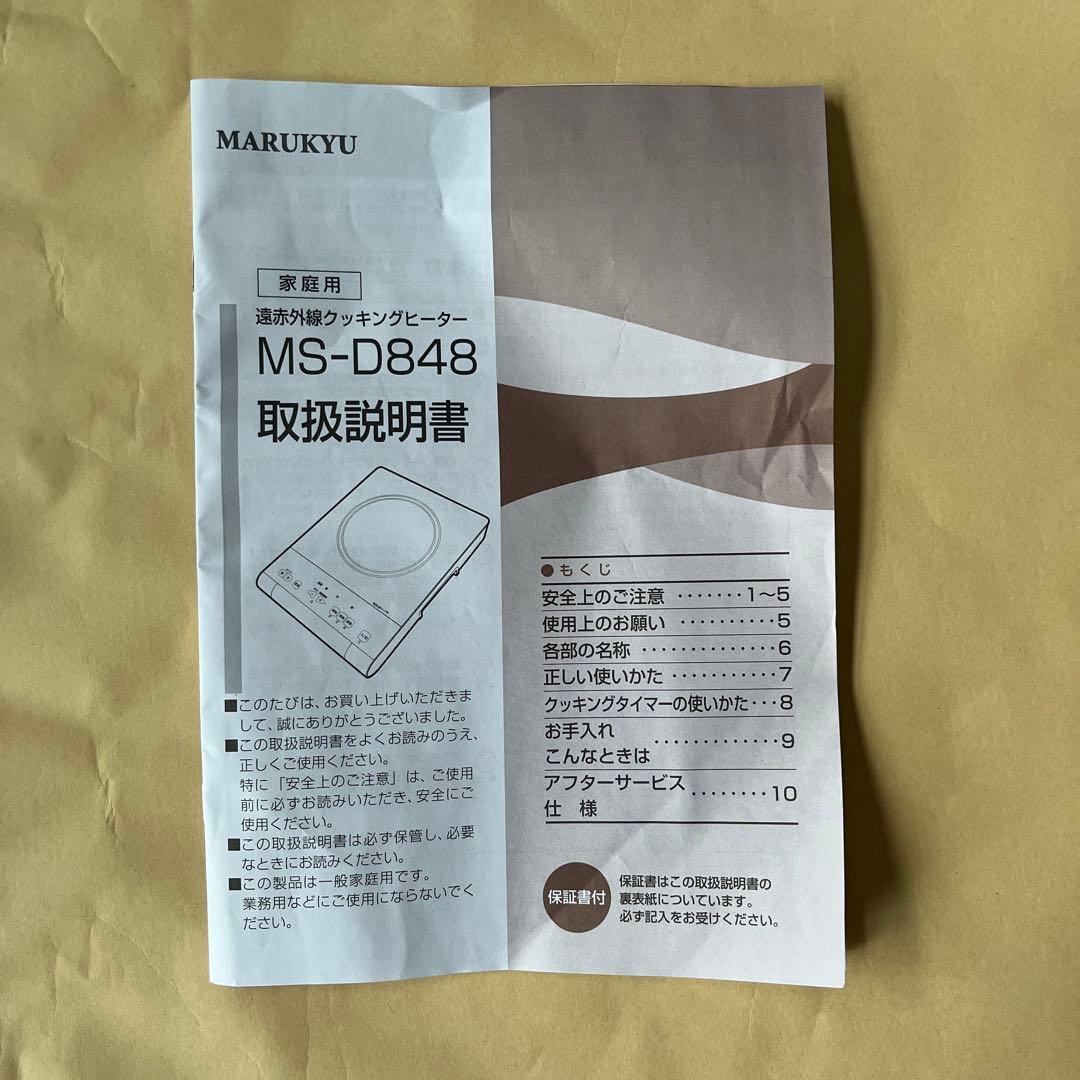 MARUKYU
家庭用
遠赤外線クッキングヒーター
MS-D848
取扱説明書
■このたびは、お買い上げいただきま
して、誠にありがとうございました。
■この取扱説明書をよくお読みのうえ、
正しくご使用ください。
特に「安全上のご注意」は、ご使用
前に必ずお読みいただき、安全にご
使用ください。
■この取扱説明書は必ず保管し、必要
なときにお読みください。
■この製品は一般家庭用です。
業務用などにご使用にならないでく
ださい。
●もくじ
安全上のご注意 ・・・・・・・1〜5
使用上のお願い ・・・・・・・・・・5
各部の名称 ・・・・・・・・・・・・・6
正しい使いかた ・・・・・・・・・・7
クッキングタイマーの使いかた・・・8
お手入れ
こんなときは ・・・・・・・・・・・・9
アフターサービス
仕 様 ・・・・・・・・10
保証書付
保証書はこの取扱説明書の
裏表紙についています。
必ず記入をお受けください。